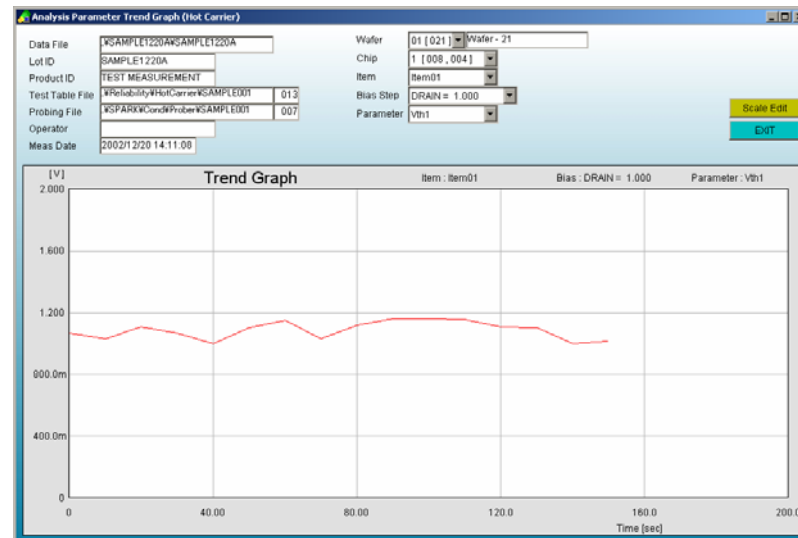 Analysis Parameter Trend Graph (Hot Carrier)
Data File .¥SAMPLE1220A¥SAMPLE1220A
Lot ID SAMPLE1220A
Product ID TEST MEASUREMENT
Test Table File .¥Reliability¥HotCarrier¥SAMPLE001 013
Probing File .¥SPARK¥Cond¥Prober¥SAMPLE001 007
Operator
Meas Date 2002/12/20 14:11:08
Wafer 01 [ 021 ] Wafer - 21
Chip 1 [ 008 , 004 ]
Item Item01
Bias Step DRAIN = 1.000
Parameter Vth1
Scale Edit
EXIT
[V] Trend Graph Item : Item01 Bias : DRAIN = 1.000 Parameter : Vth1
2.000
1.600
1.200
800.0m
400.0m
0
0 40.00 80.00 120.0 160.0 200.0
Time [sec]